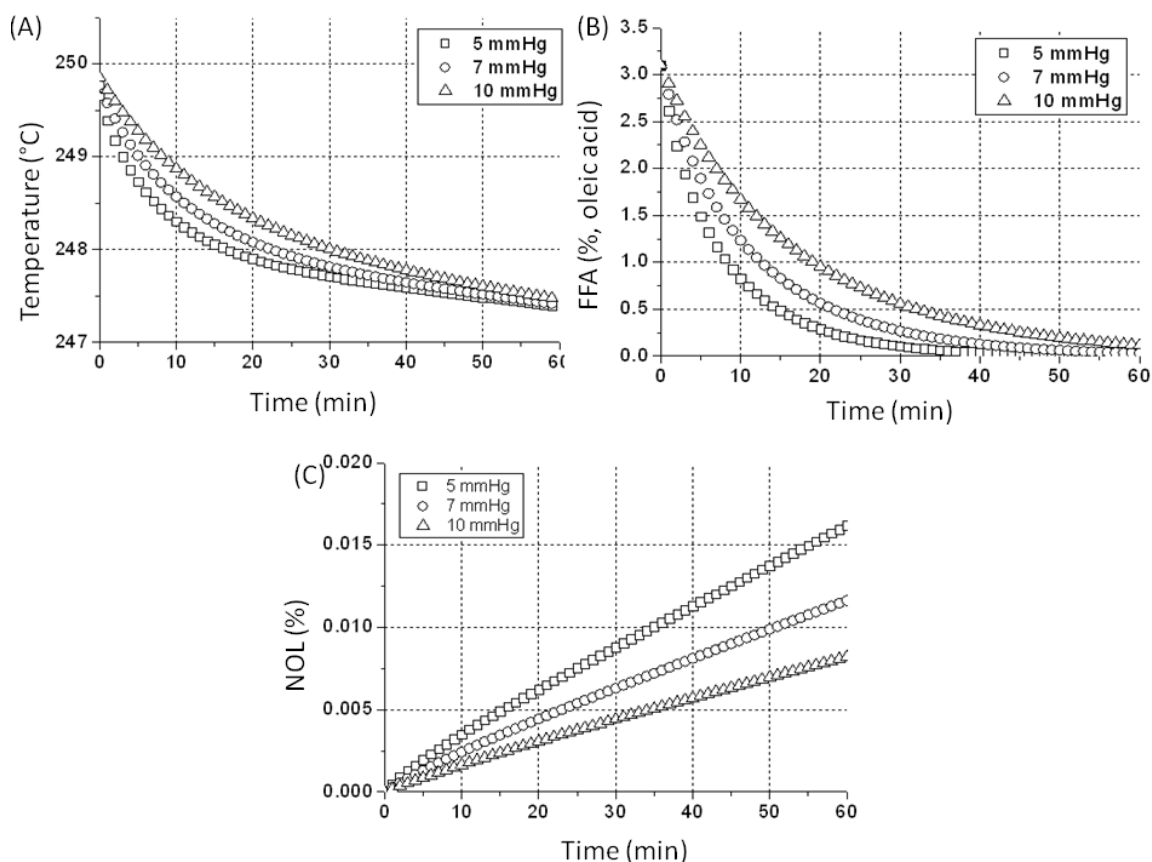 (A)
5 mmHg
7 mmHg
10 mmHg
250
249
248
247
Temperature (°C)
0 10 20 30 40 50 60
Time (min)
(B)
5 mmHg
7 mmHg
10 mmHg
3.5
3.0
2.5
2.0
1.5
1.0
0.5
0.0
FFA (%, oleic acid)
0 10 20 30 40 50 60
Time (min)
(C)
5 mmHg
7 mmHg
10 mmHg
0.020
0.015
0.010
0.005
0.000
NOL (%)
0 10 20 30 40 50 60
Time (min)